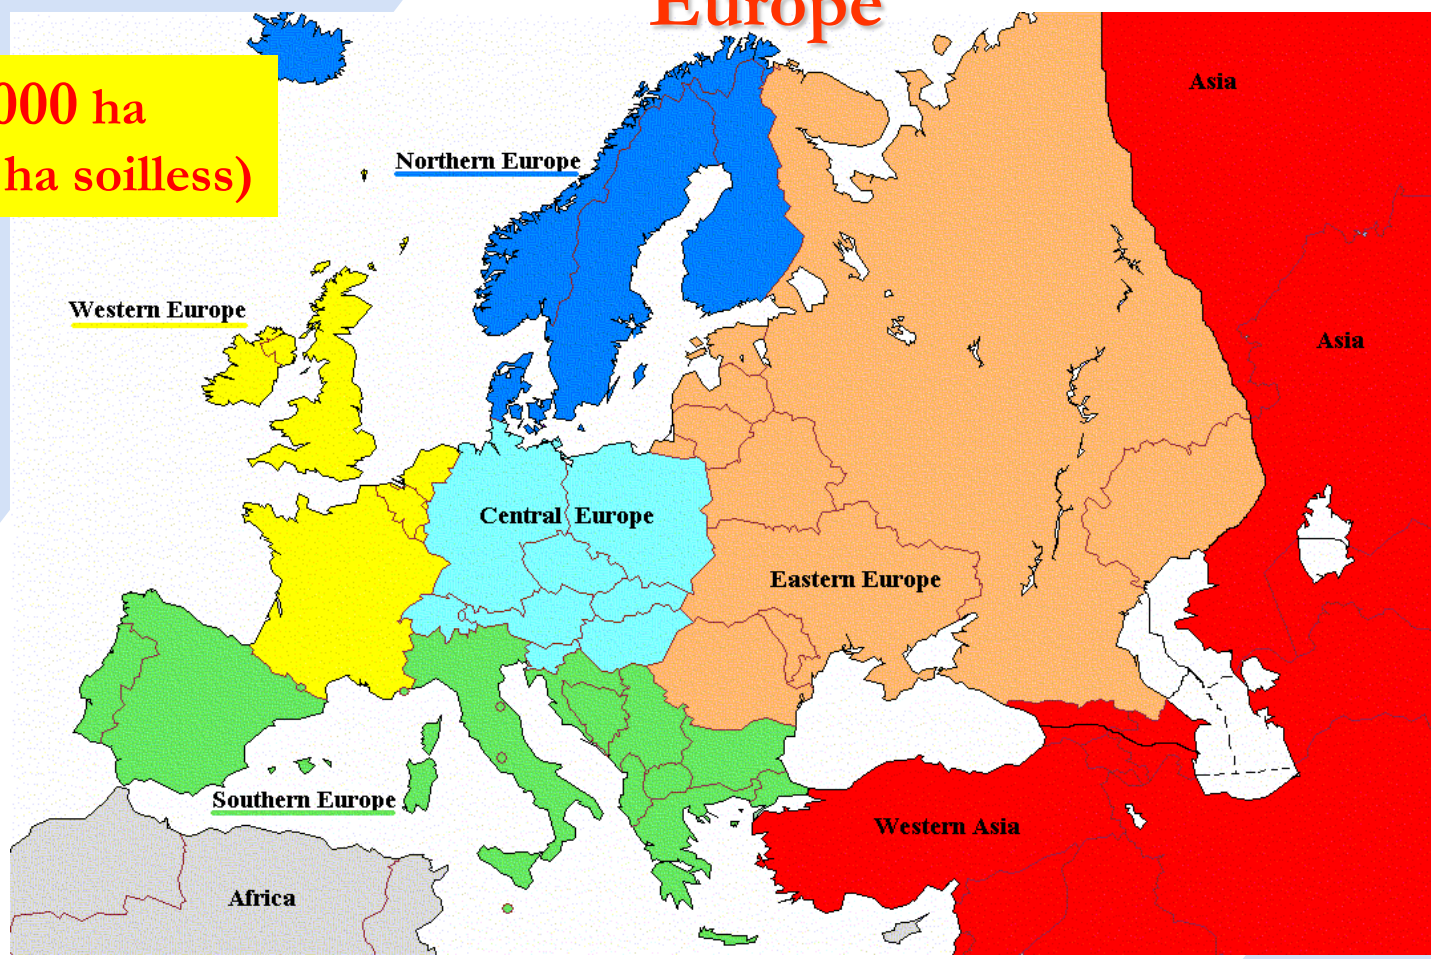 Europe
000 ha
ha soilless)
Asia
Northern Europe
Western Europe
Asia
Central Europe
Eastern Europe
Southern Europe
Western Asia
Africa